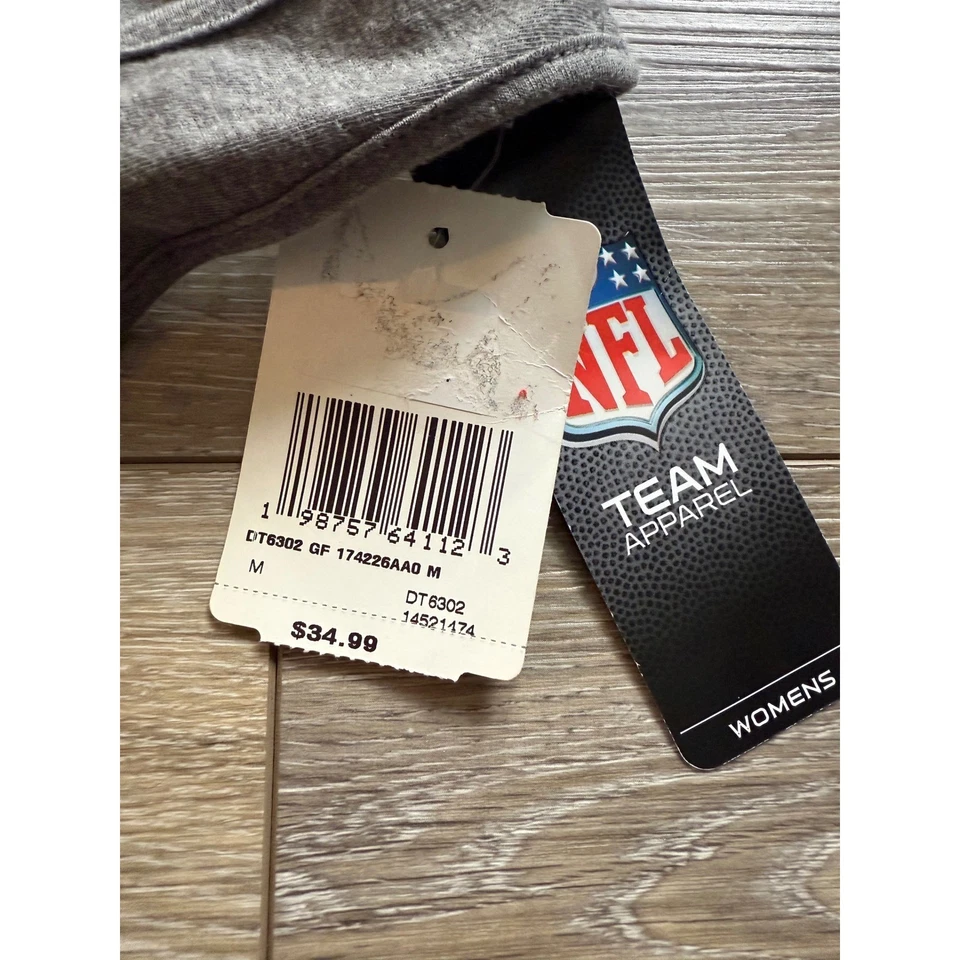 1 98757 64112 3
DT6302 GF 174226AA0 M
M
DT6302
14521174
$34.99
NFL
TEAM
APPAREL
WOMENS